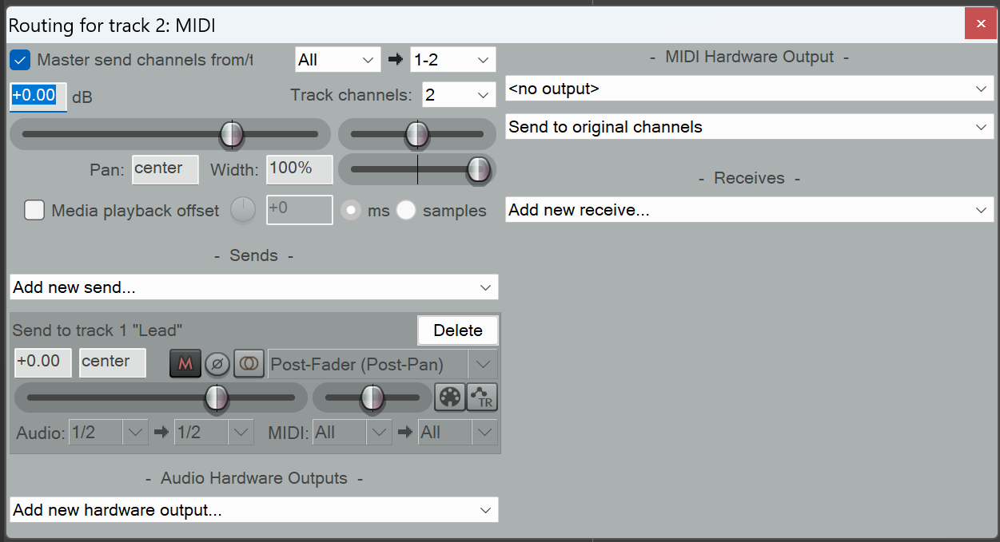 Routing for track 2: MIDI
Master send channels from/t All 1-2
+0.00 dB Track channels: 2
Pan: center Width: 100%
Media playback offset +0 ms samples
- Sends -
Add new send...
Send to track 1 "Lead" Delete
+0.00 center M Post-Fader (Post-Pan)
TR
Audio: 1/2 1/2 MIDI: All All
- Audio Hardware Outputs -
Add new hardware output...
- MIDI Hardware Output -
<no output>
Send to original channels
- Receives -
Add new receive...